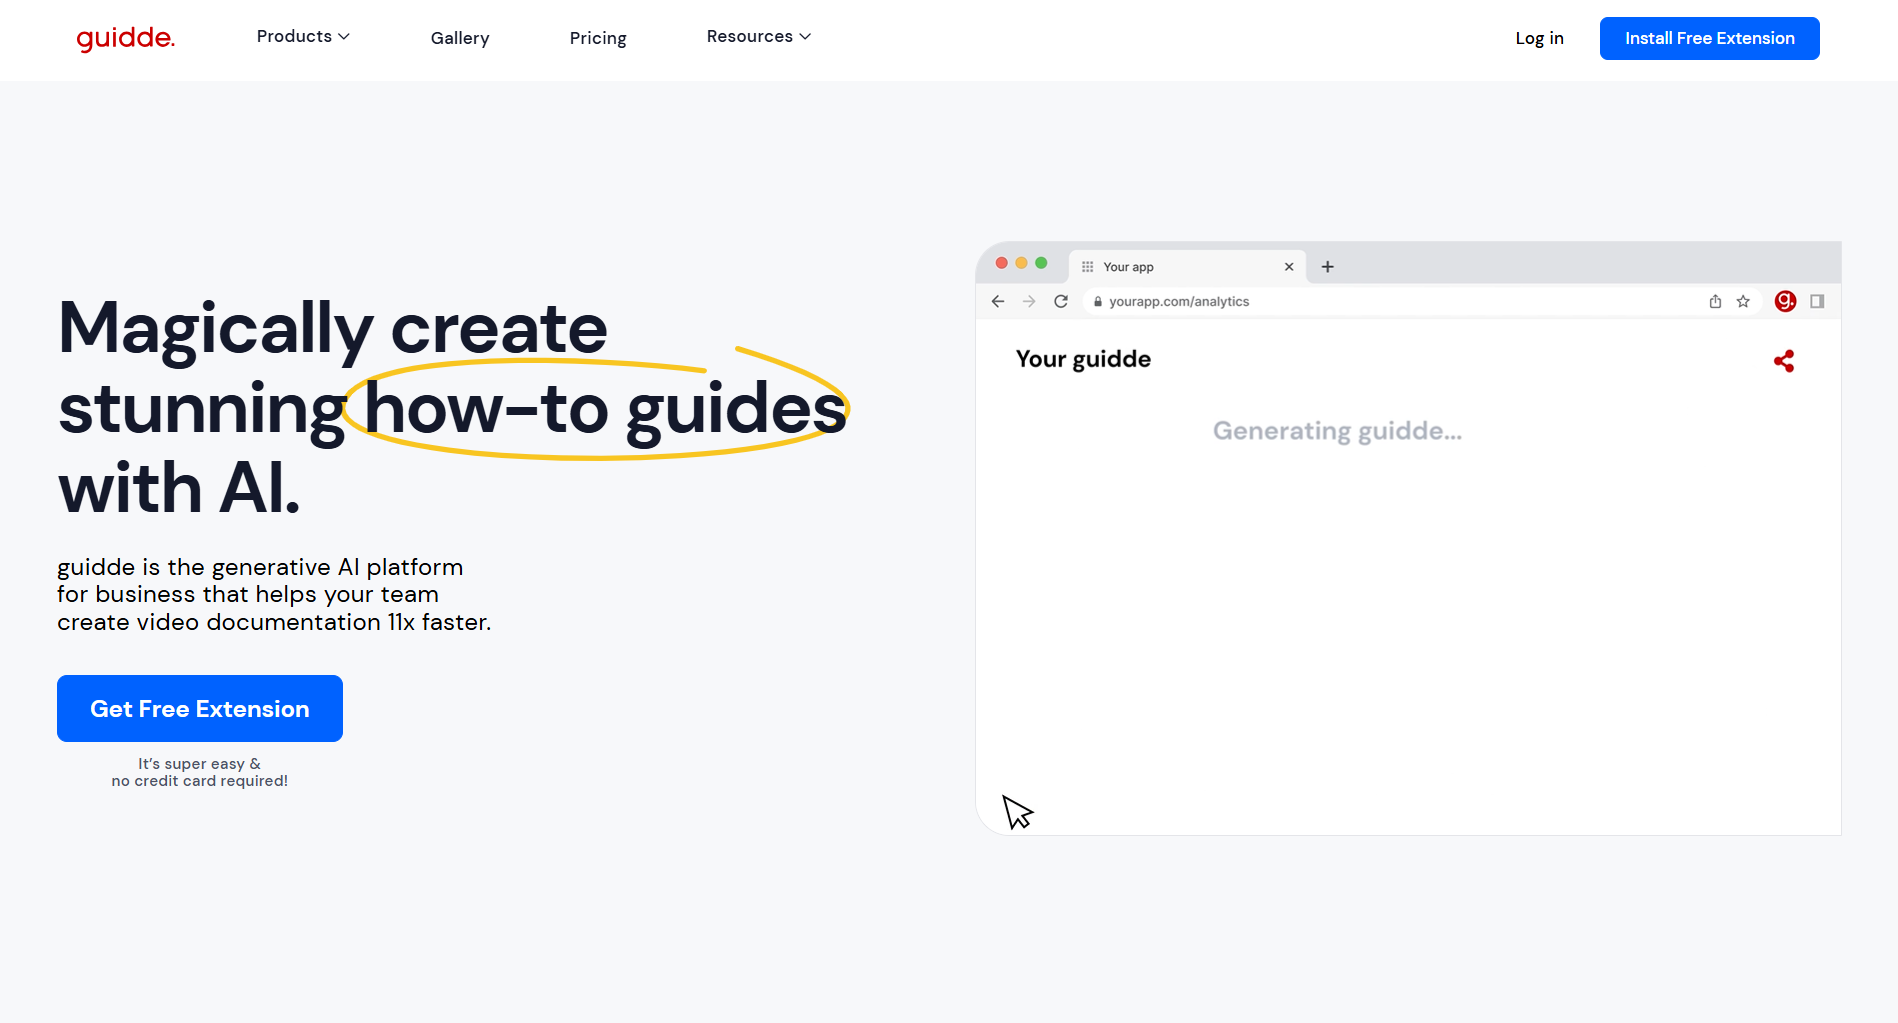 guidde.
Products
Gallery
Pricing
Resources
Log in
Install Free Extension
Magically create
stunning how-to guides
with AI.
guidde is the generative AI platform
for business that helps your team
create video documentation 11x faster.
Get Free Extension
It's super easy &
no credit card required!
Your app
yourapp.com/analytics
g.
Your guidde
Generating guidde...